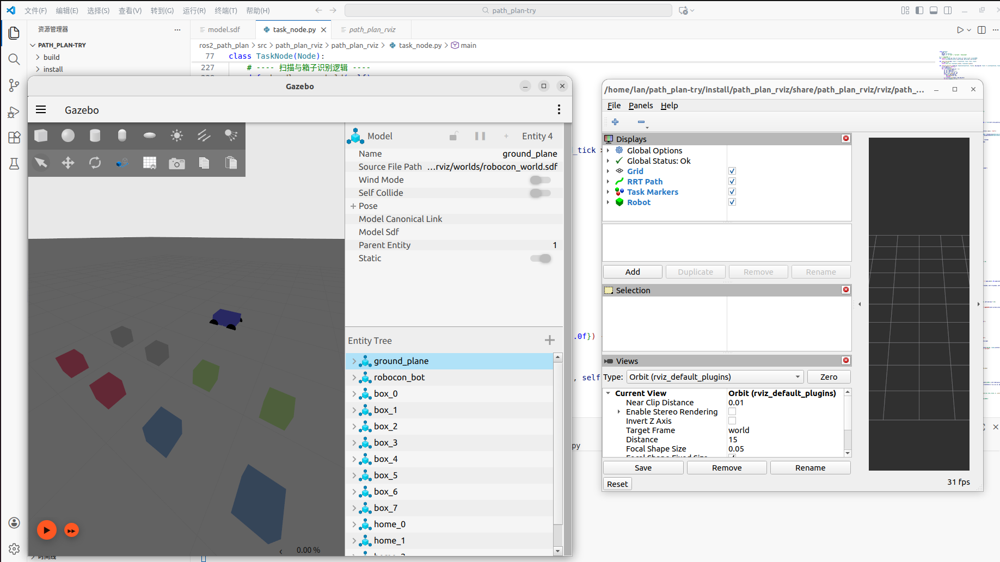 文件(F) 编辑(E) 选择(S) 查看(V) 转到(G) 运行(R) 终端(T) 帮助(H)
path_plan-try
资源管理器
PATH_PLAN-TRY
build
install
model.sdf
task_node.py
path_plan_rviz
ros2_path_plan > src > path_plan_rviz > path_plan_rviz > task_node.py > main
77 class TaskNode(Node):
227 # ---- 扫描与箱子识别逻辑 ----
Gazebo
Gazebo
Model
Entity 4
Name ground_plane
Source File Path ...rviz/worlds/robocon_world.sdf
Wind Mode
Self Collide
Pose
Model Canonical Link
Model Sdf
Parent Entity 1
Static
Entity Tree
ground_plane
robocon_bot
box_0
box_1
box_2
box_3
box_4
box_5
box_6
box_7
home_0
home_1
0.00 %
时间线
_tick >
.0f})
, self
py
/home/lan/path_plan-try/install/path_plan_rviz/share/path_plan_rviz/rviz/path_...
File Panels Help
Displays
Global Options
Global Status: Ok
Grid
RRT Path
Task Markers
Robot
Add Duplicate Remove Rename
Selection
Views
Type: Orbit (rviz_default_plugins) Zero
Current View Orbit (rviz_default_plugins)
Near Clip Distance 0.01
Enable Stereo Rendering
Invert Z Axis
Target Frame world
Distance 15
Focal Shape Size 0.05
Focal Shape Fixed Size
Save Remove Rename
Reset
31 fps